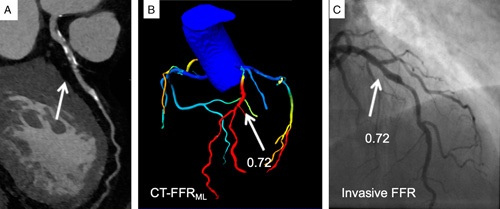 A
B
C
0.72
0.72
CT-FFRML
Invasive FFR